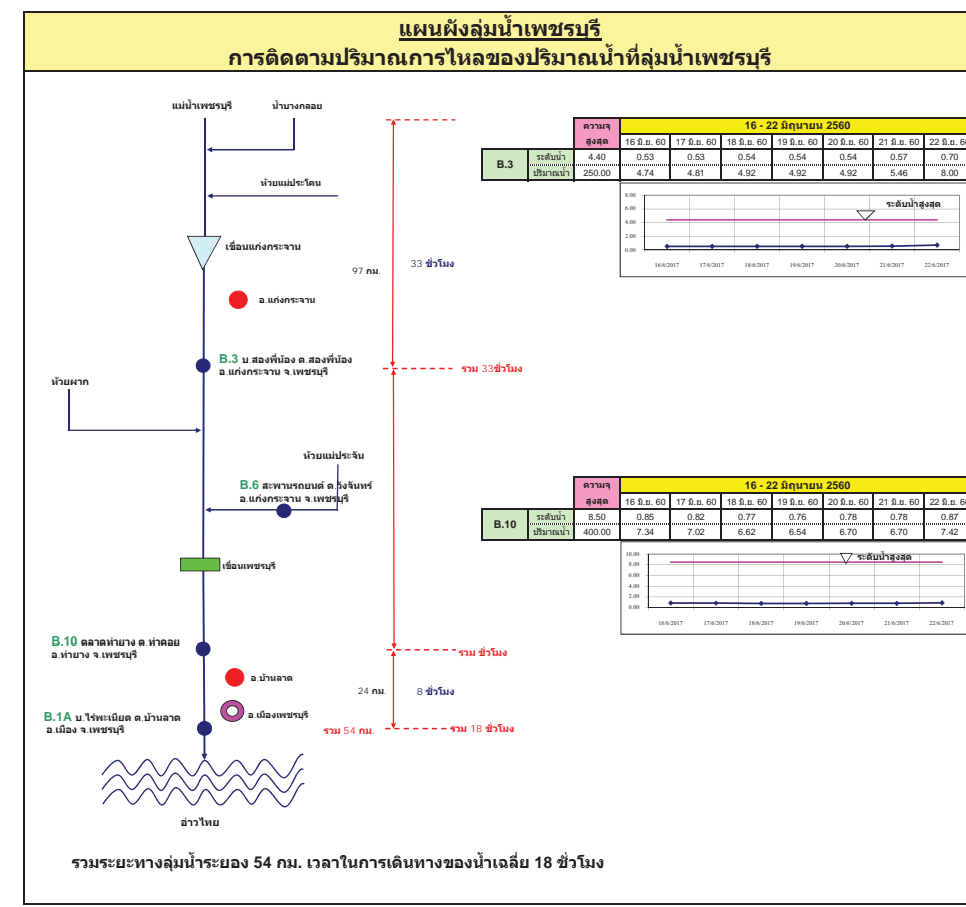 แผนผังลุ่มน้ำเพชรบุรี
การติดตามปริมาณการไหลของปริมาณน้ำที่ลุ่มน้ำเพชรบุรี
แม่น้ำเพชรบุรี น้ำบางกลอย
ห้วยแม่ประโดน
เขื่อนแก่งกระจาน
97 กม. 33 ชั่วโมง
อ.แก่งกระจาน
B.3 บ.สองพี่น้อง ต.สองพี่น้อง
อ.แก่งกระจาน จ.เพชรบุรี
รวม 33ชั่วโมง
ห้วยผาก
ห้วยแม่ประจัน
B.6 สะพานรถยนต์ ต.วังจันทร์
อ.แก่งกระจาน จ.เพชรบุรี
เขื่อนเพชรบุรี
B.10 ตลาดท่ายาง ต.ท่าคอย
อ.ท่ายาง จ.เพชรบุรี
รวม ชั่วโมง
อ.บ้านลาด
24 กม. 8 ชั่วโมง
อ.เมืองเพชรบุรี
B.1A บ.ไร่พะเนียด ต.บ้านลาด
อ.เมือง จ.เพชรบุรี
รวม 54 กม. รวม 18 ชั่วโมง
อ่าวไทย
รวมระยะทางลุ่มน้ำระยอง 54 กม. เวลาในการเดินทางของน้ำเฉลี่ย 18 ชั่วโมง
ความจุ 16 - 22 มิถุนายน 2560
สูงสุด 16 มิ.ย. 60 17 มิ.ย. 60 18 มิ.ย. 60 19 มิ.ย. 60 20 มิ.ย. 60 21 มิ.ย. 60 22 มิ.ย. 60
B.3 ระดับน้ำ 4.40 0.53 0.53 0.54 0.54 0.54 0.57 0.70
ปริมาณน้ำ 250.00 4.74 4.81 4.92 4.92 4.92 5.46 8.00
ระดับน้ำสูงสุด
8.00
6.00
4.00
2.00
0.00
16/6/2017 17/6/2017 18/6/2017 19/6/2017 20/6/2017 21/6/2017 22/6/2017
ความจุ 16 - 22 มิถุนายน 2560
สูงสุด 16 มิ.ย. 60 17 มิ.ย. 60 18 มิ.ย. 60 19 มิ.ย. 60 20 มิ.ย. 60 21 มิ.ย. 60 22 มิ.ย. 60
B.10 ระดับน้ำ 8.50 0.85 0.82 0.77 0.76 0.78 0.78 0.87
ปริมาณน้ำ 400.00 7.34 7.02 6.62 6.54 6.70 6.70 7.42
ระดับน้ำสูงสุด
10.00
8.00
6.00
4.00
2.00
0.00
16/6/2017 17/6/2017 18/6/2017 19/6/2017 20/6/2017 21/6/2017 22/6/2017